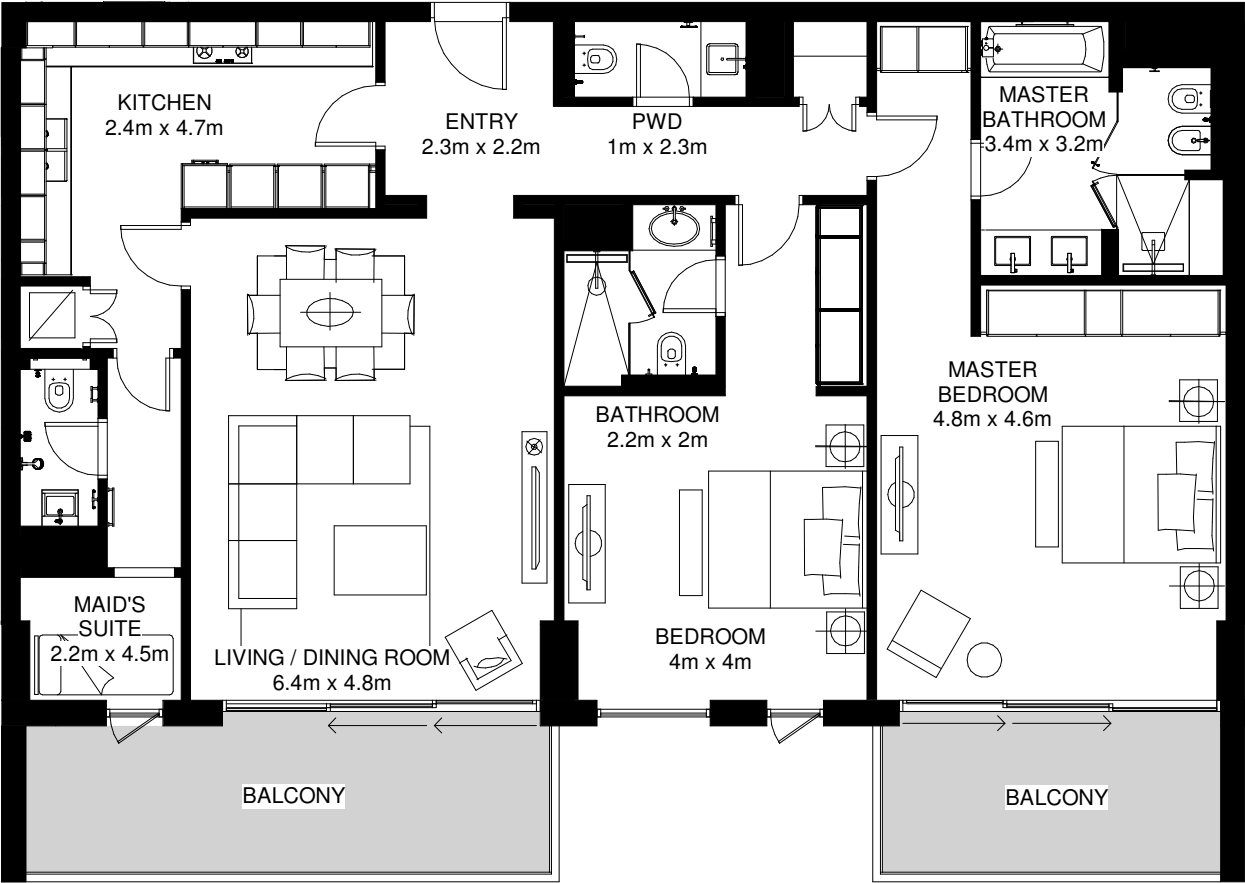 KITCHEN
2.4m x 4.7m
ENTRY
2.3m x 2.2m
PWD
1m x 2.3m
MASTER
BATHROOM
3.4m x 3.2m
MASTER
BEDROOM
4.8m x 4.6m
BATHROOM
2.2m x 2m
MAID'S
SUITE
2.2m x 4.5m
LIVING / DINING ROOM
6.4m x 4.8m
BEDROOM
4m x 4m
BALCONY
BALCONY